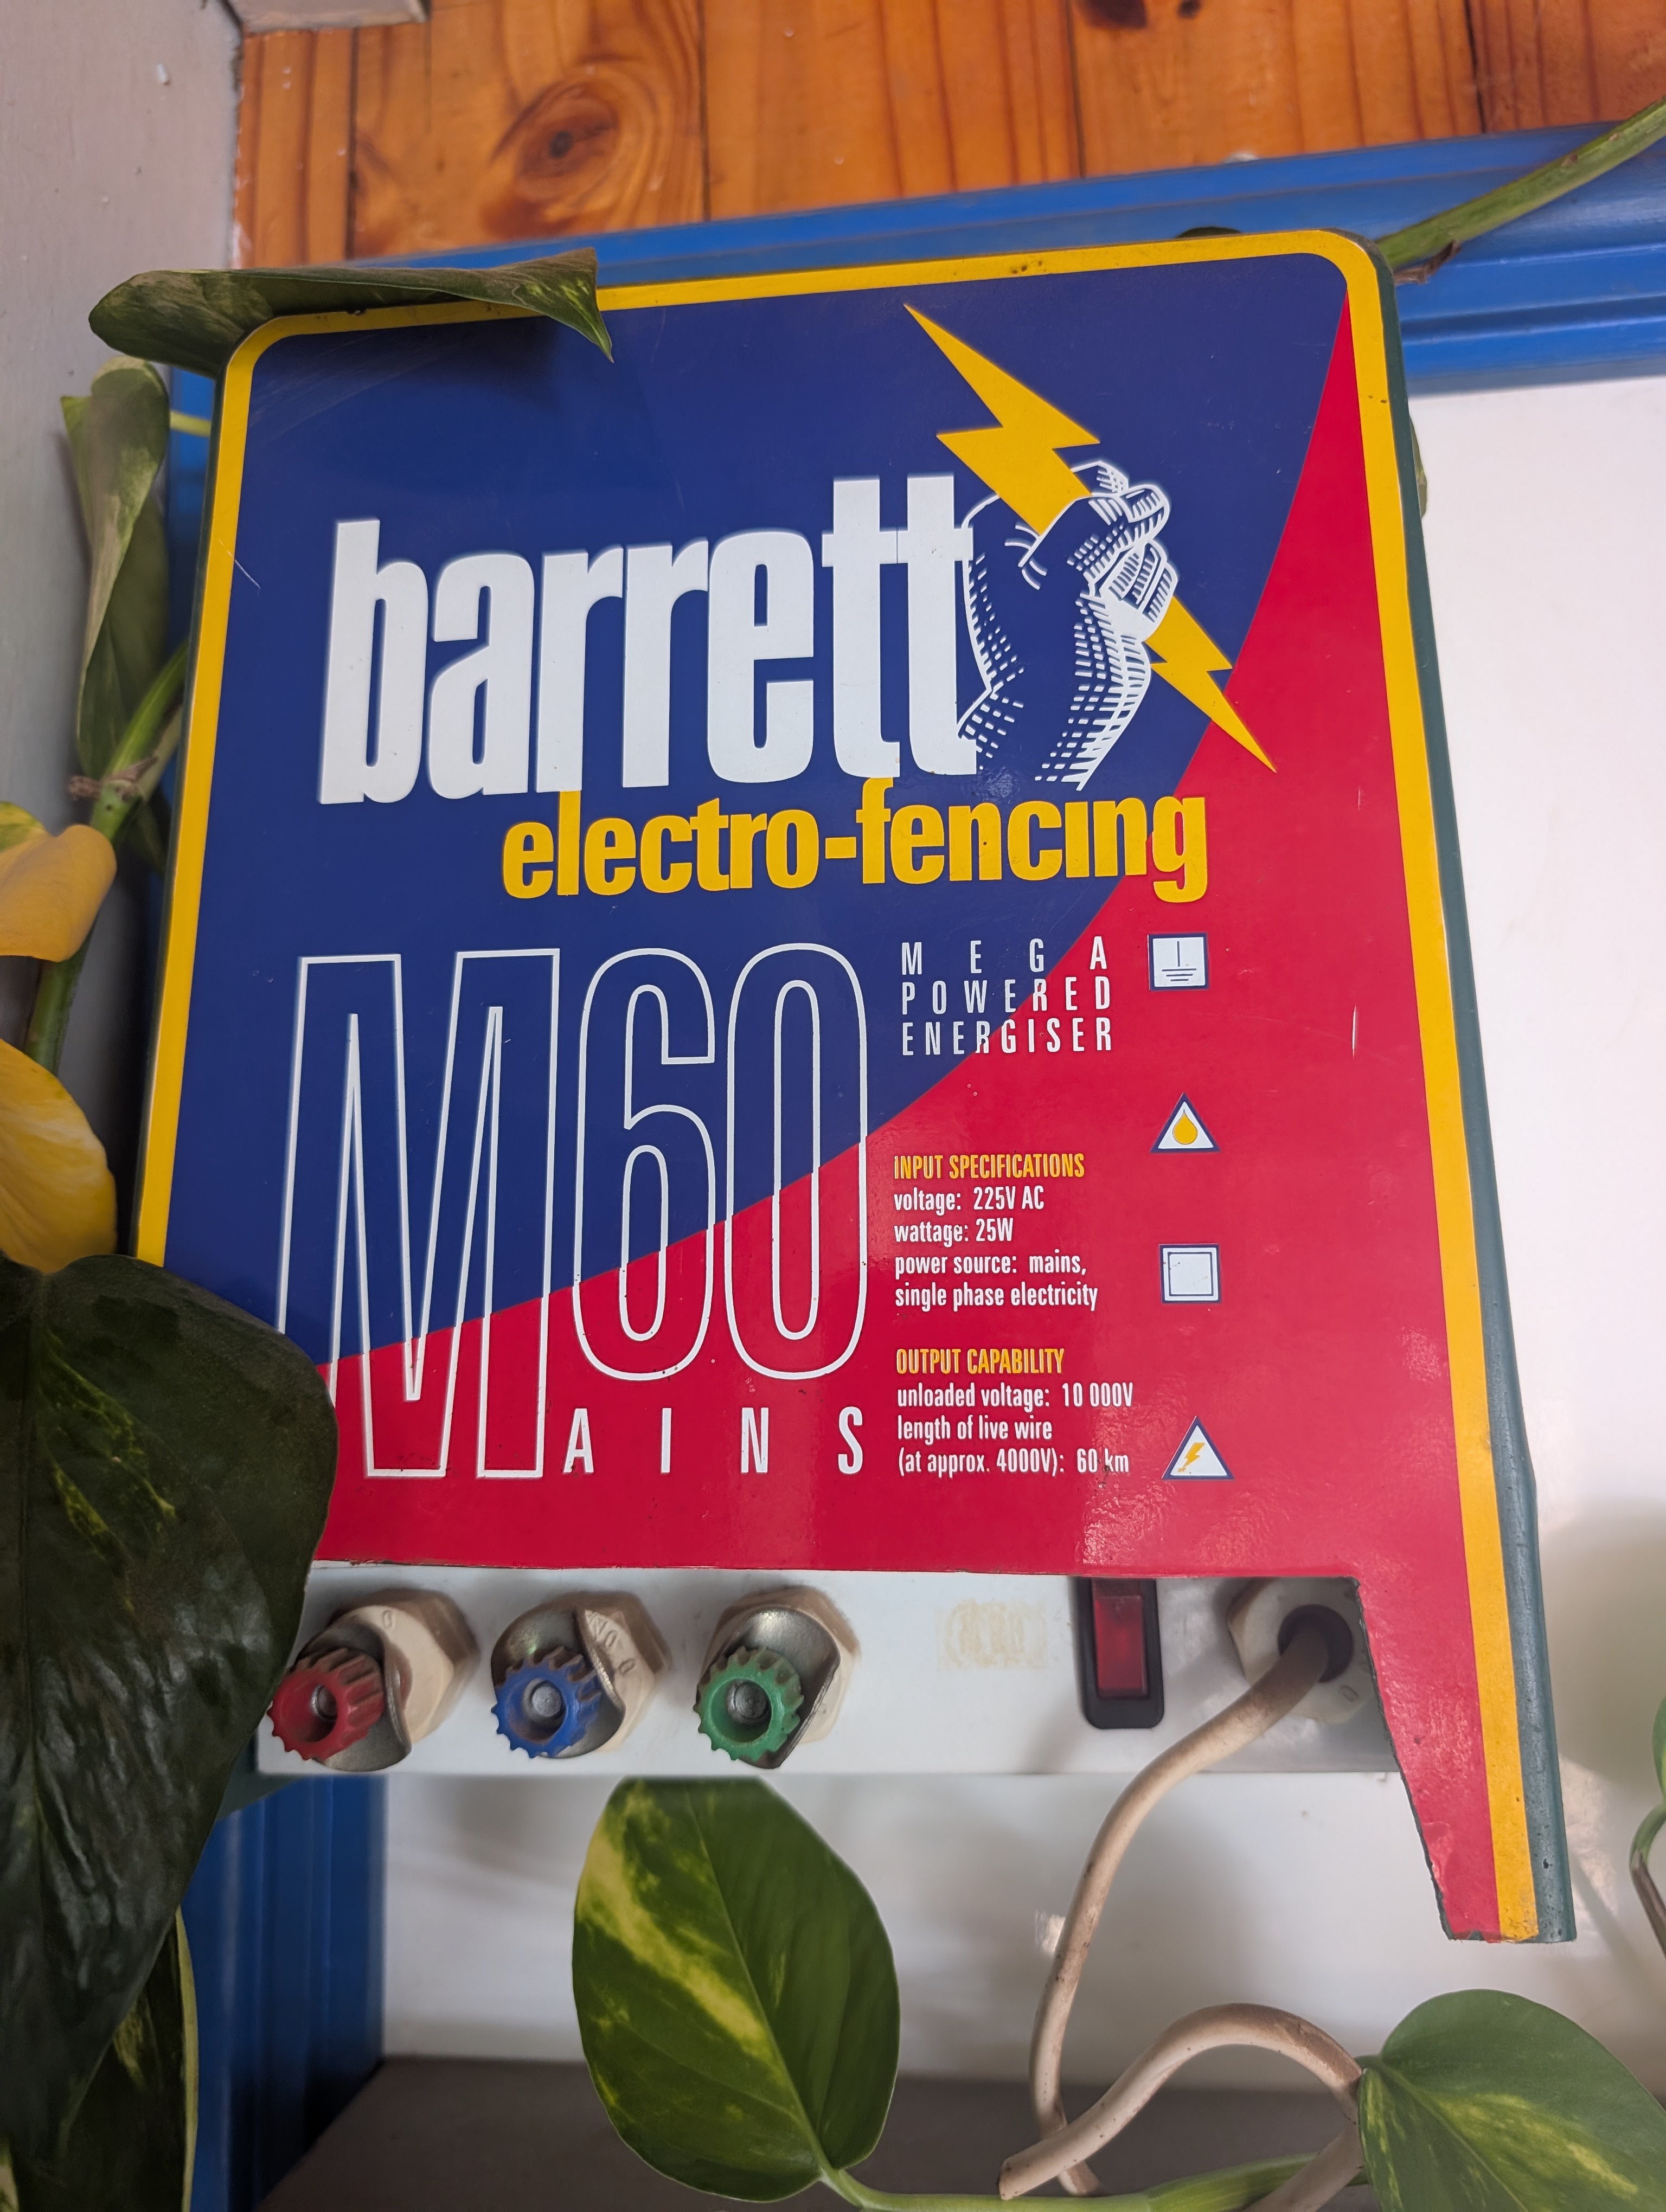 barrett
electro-fencing
M60
MAINS
MEGA
POWERED
ENERGISER
INPUT SPECIFICATIONS
voltage: 225V AC
wattage: 25W
power source: mains,
single phase electricity
OUTPUT CAPABILITY
unloaded voltage: 10 000V
length of live wire
(at approx. 4000V): 60 km